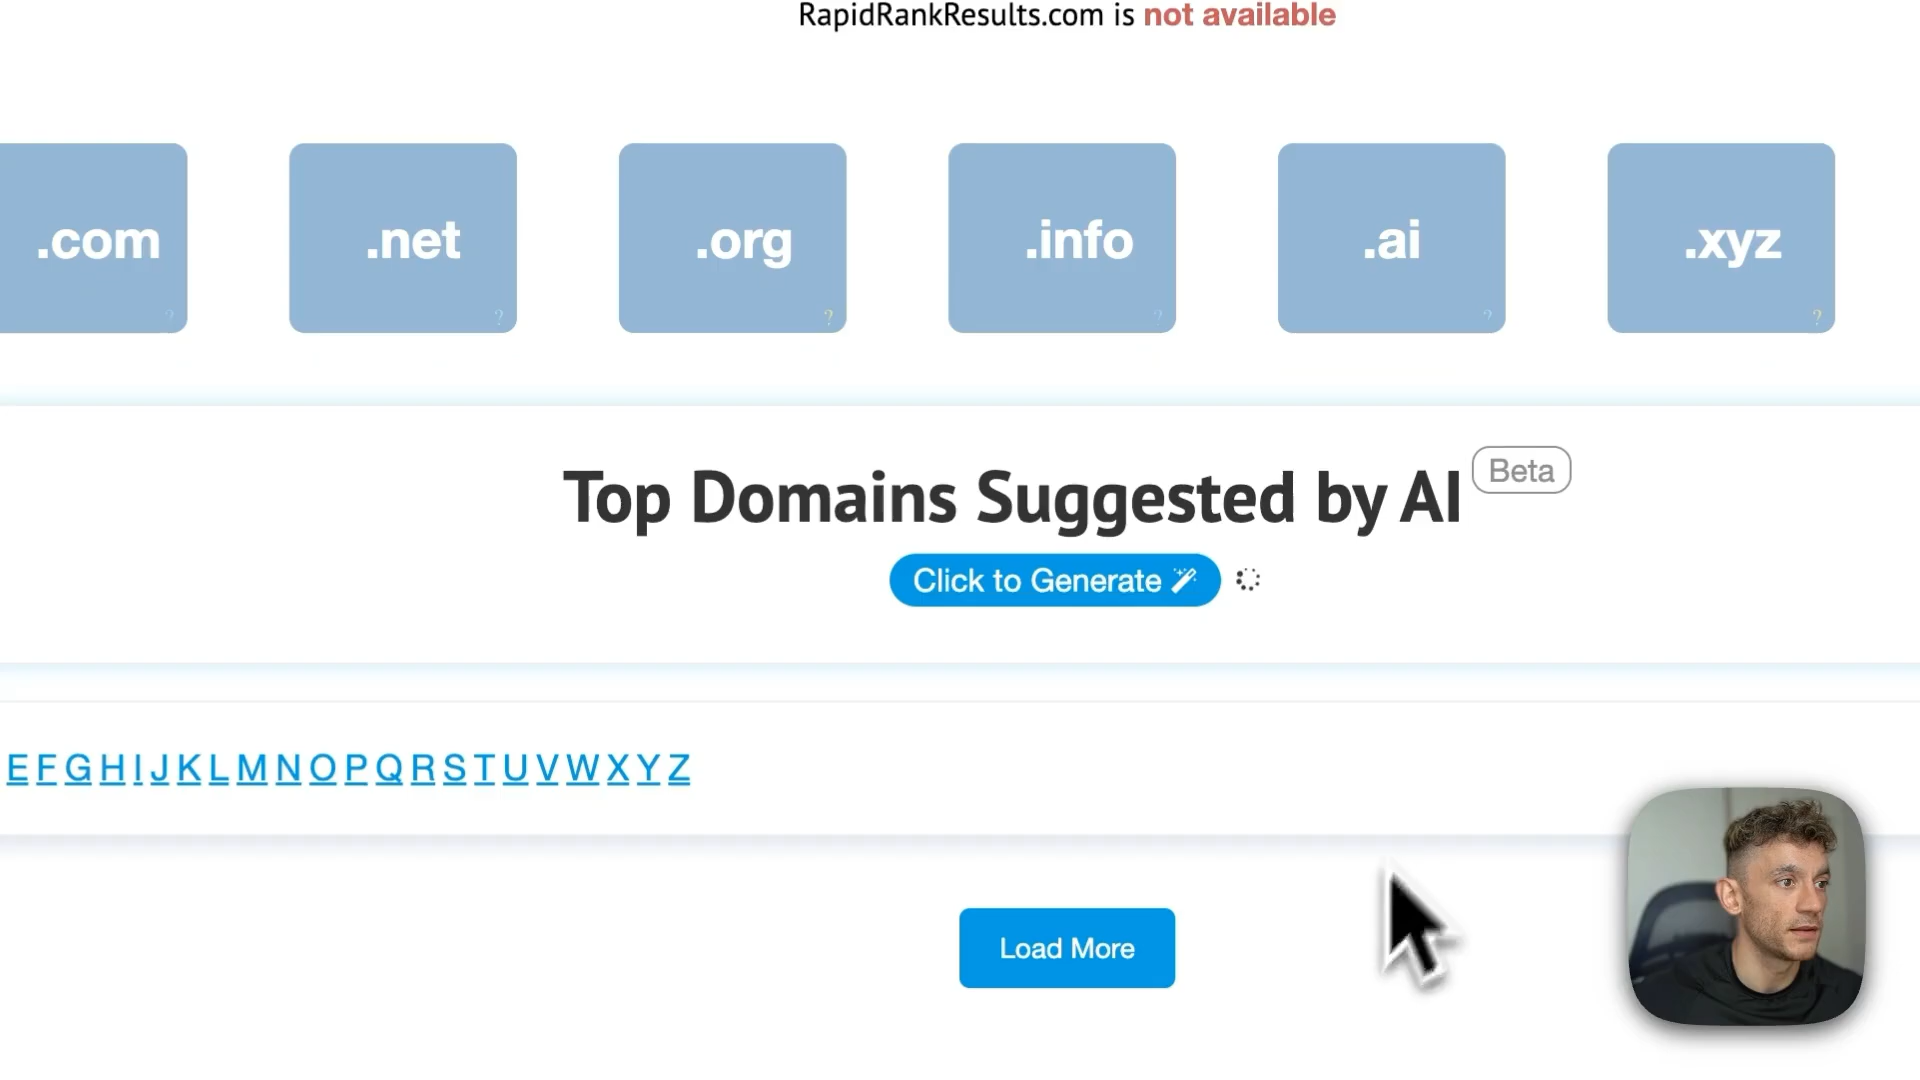 RapidRankResults.com is not available
.com .net .org .info .ai .xyz
? ? ? ? ? ?
Top Domains Suggested by AI Beta
Click to Generate
E F G H I J K L M N O P Q R S T U V W X Y Z
Load More